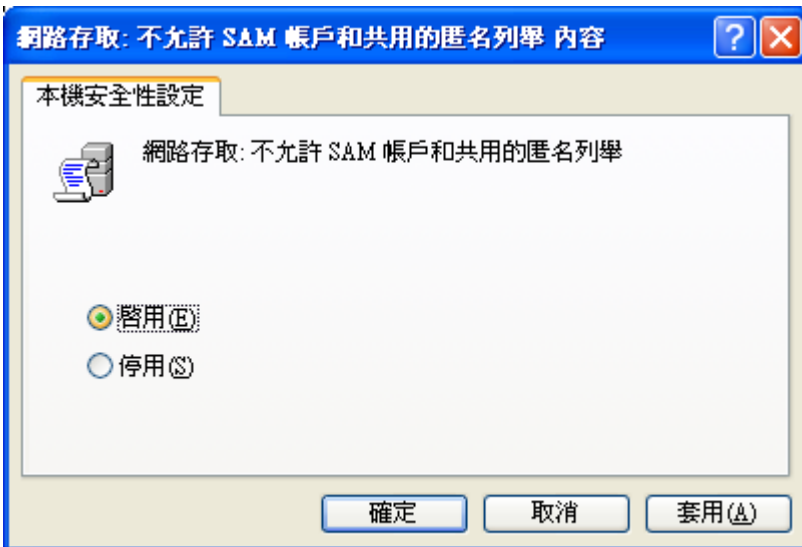 網路存取: 不允許 SAM 帳戶和共用的匿名列舉 內容
本機安全性設定
網路存取: 不允許 SAM 帳戶和共用的匿名列舉
啓用(E)
停用(S)
確定 取消 套用(A)